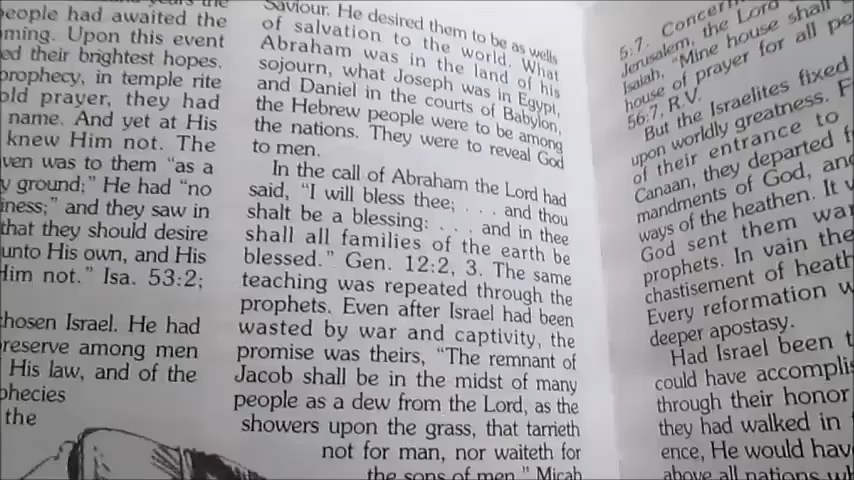 people had awaited the
ming. Upon this event
ed their brightest hopes.
prophecy, in temple rite
old prayer, they had
name. And yet at His
knew Him not. The
ven was to them "as a
y ground;" He had "no
iness;" and they saw in
that they should desire
unto His own, and His
Him not." Isa. 53:2;
chosen Israel. He had
preserve among men
His law, and of the
phecies
the
Saviour. He desired them to be as wells
of salvation to the world. What
Abraham was in the land of his
sojourn, what Joseph was in Egypt,
and Daniel in the courts of Babylon,
the Hebrew people were to be among
the nations. They were to reveal God
to men.
In the call of Abraham the Lord had
said, "I will bless thee; . . . and thou
shalt be a blessing: . . . and in thee
shall all families of the earth be
blessed." Gen. 12:2, 3. The same
teaching was repeated through the
prophets. Even after Israel had been
wasted by war and captivity, the
promise was theirs, "The remnant of
Jacob shall be in the midst of many
people as a dew from the Lord, as the
showers upon the grass, that tarrieth
not for man, nor waiteth for
the sons of men." Micah
5:7. Concern
Jerusalem, the Lord
Isaiah, "Mine house shall
house of prayer for all pe
56:7, R.V.
But the Israelites fixed
upon worldly greatness. F
of their entrance to
Canaan, they departed f
mandments of God, and
ways of the heathen. It
God sent them war
prophets. In vain the
chastisement of heath
Every reformation w
deeper apostasy.
Had Israel been t
could have accomplis
through their honor
they had walked in
ence, He would hav
above all nations wh